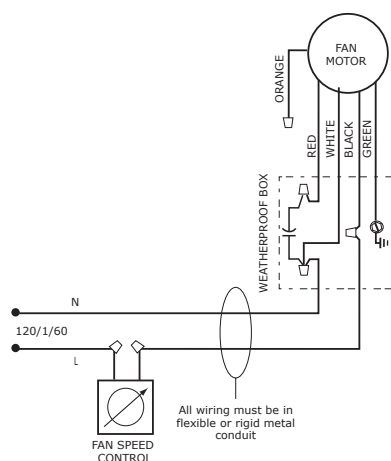 FAN
MOTOR
ORANGE
RED
WHITE
BLACK
GREEN
WEATHERPROOF BOX
N
120/1/60
L
All wiring must be in
flexible or rigid metal
conduit
FAN SPEED
CONTROL